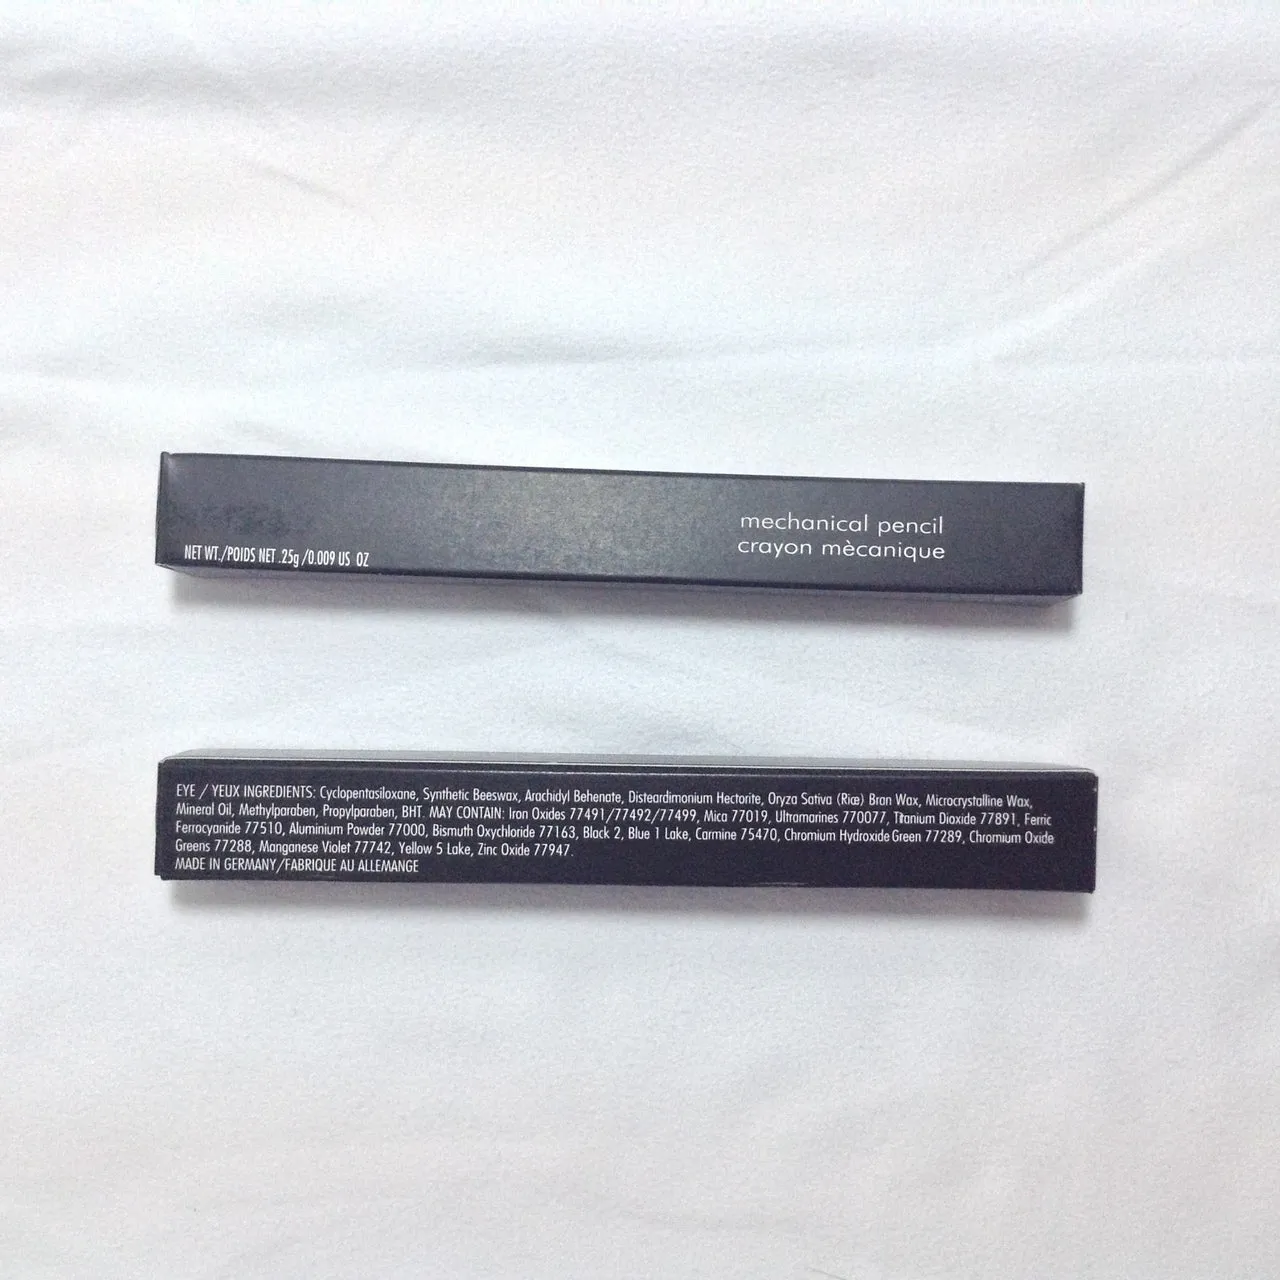 mechanical pencil
crayon mècanique
NET WT./POIDS NET .25g /0.009 US OZ
EYE / YEUX INGREDIENTS: Cyclopentasiloxane, Synthetic Beeswax, Arachidyl Behenate, Disteardimonium Hectorite, Oryza Sativa (Rice) Bran Wax, Microcrystalline Wax,
Mineral Oil, Methylparaben, Propylparaben, BHT. MAY CONTAIN: Iron Oxides 77491/77492/77499, Mica 77019, Ultramarines 770077, Titanium Dioxide 77891, Ferric
Ferrocyanide 77510, Aluminium Powder 77000, Bismuth Oxychloride 77163, Black 2, Blue 1 Lake, Carmine 75470, Chromium Hydroxide Green 77289, Chromium Oxide
Greens 77288, Manganese Violet 77742, Yellow 5 Lake, Zinc Oxide 77947.
MADE IN GERMANY/FABRIQUE AU ALLEMANGE